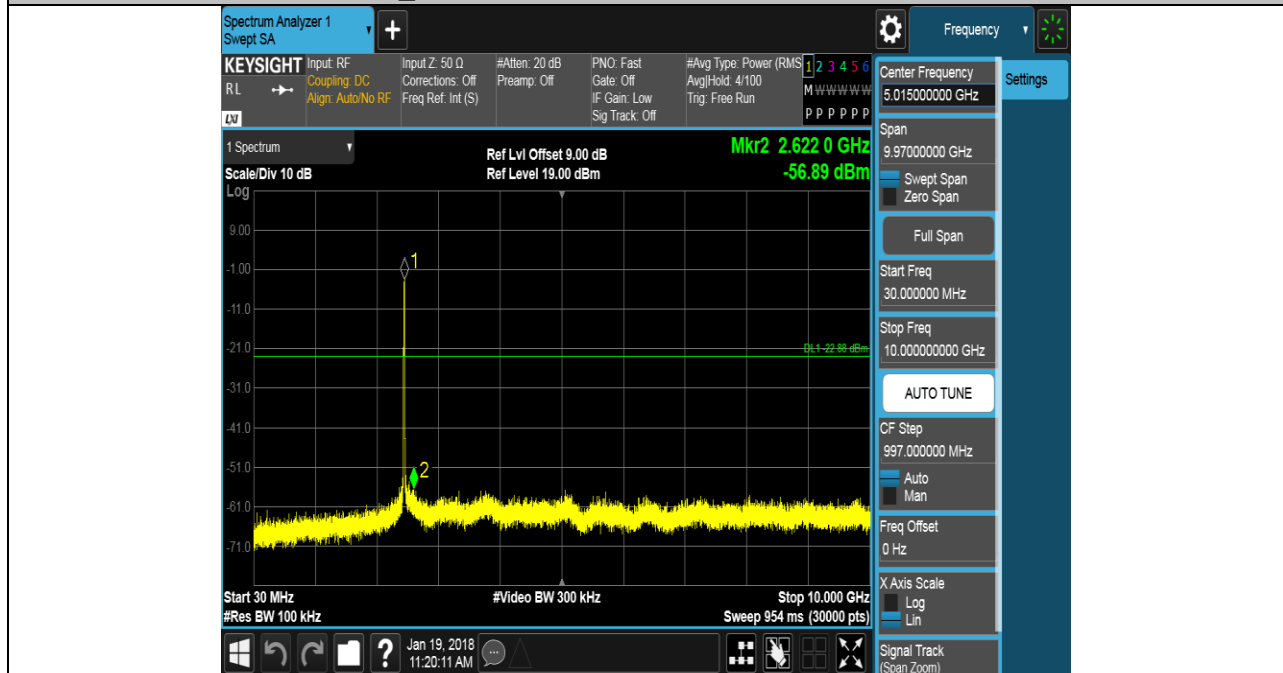 Spectrum Analyzer 1
Swept SA
+
Frequency
KEYSIGHT
RL
LXI
Input: RF
Coupling: DC
Align: Auto/No RF
Input Z: 50 Ω
Corrections: Off
Freq Ref: Int (S)
#Atten: 20 dB
Preamp: Off
PNO: Fast
Gate: Off
IF Gain: Low
Sig Track: Off
#Avg Type: Power (RMS
Avg|Hold: 4/100
Trig: Free Run
1 2 3 4 5 6
M W W W W W
P P P P P P
1 Spectrum
Scale/Div 10 dB
Ref Lvl Offset 9.00 dB
Ref Level 19.00 dBm
Mkr2 2.622 0 GHz
-56.89 dBm
Log
9.00
-1.00
-11.0
-21.0
-31.0
-41.0
-51.0
-61.0
-71.0
1
DL1 -22.88 dBm
2
Start 30 MHz
#Res BW 100 kHz
#Video BW 300 kHz
Stop 10.000 GHz
Sweep 954 ms (30000 pts)
?
Jan 19, 2018
11:20:11 AM
Center Frequency
5.015000000 GHz
Span
9.97000000 GHz
Swept Span
Zero Span
Full Span
Start Freq
30.000000 MHz
Stop Freq
10.000000000 GHz
AUTO TUNE
CF Step
997.000000 MHz
Auto
Man
Freq Offset
0 Hz
X Axis Scale
Log
Lin
Signal Track
(Span Zoom)
Settings